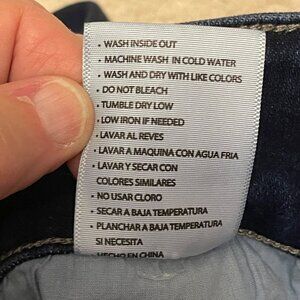 · WASH INSIDE OUT
· MACHINE WASH IN COLD WATER
· WASH AND DRY WITH LIKE COLORS
· DO NOT BLEACH
· TUMBLE DRY LOW
· LOW IRON IF NEEDED
· LAVAR AL REVES
· LAVAR A MAQUINA CON AGUA FRIA
· LAVAR Y SECAR CON
COLORES SIMILARES
· NO USAR CLORO
· SECAR A BAJA TEMPERATURA
· PLANCHAR A BAJA TEMPERATURA
SI NECESITA
HECHO EN CHINA